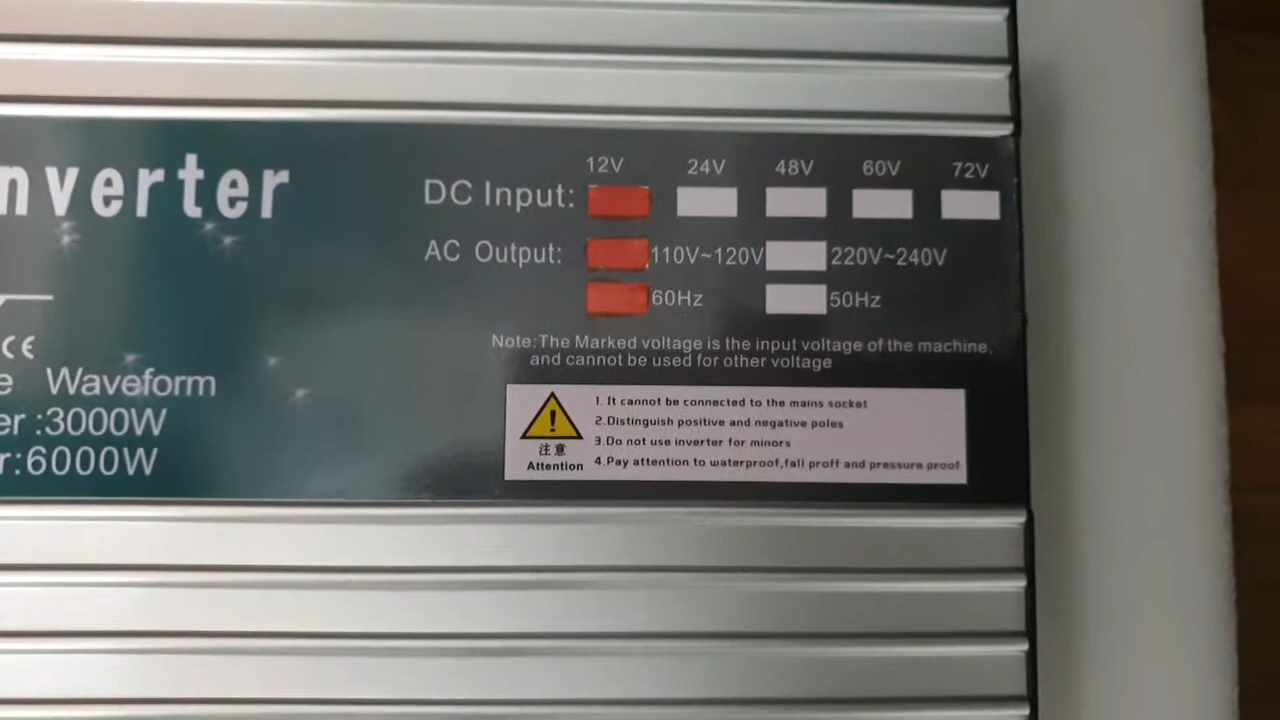 nverter
12V 24V 48V 60V 72V
DC Input:
AC Output: 110V~120V 220V~240V
60Hz 50Hz
Note:The Marked voltage is the input voltage of the machine,
and cannot be used for other voltage
CE
e Waveform
er :3000W
r:6000W
注意
Attention
1. It cannot be connected to the mains socket
2.Distinguish positive and negative poles
3.Do not use inverter for minors
4.Pay attention to waterproof,fall proff and pressure proof